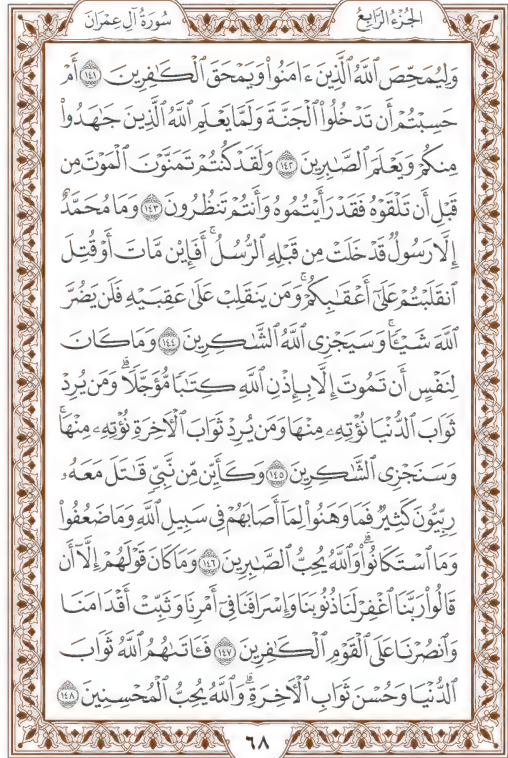 سُورَةُ آلِ عِمْرَان
الجُزْءُ الرَّابِعُ
وَلِيُمَحِّصَ ٱللَّهُ ٱلَّذِينَ ءَامَنُوا۟ وَيَمْحَقَ ٱلْكَٰفِرِينَ ١٤١ أَمْ
حَسِبْتُمْ أَن تَدْخُلُوا۟ ٱلْجَنَّةَ وَلَمَّا يَعْلَمِ ٱللَّهُ ٱلَّذِينَ جَٰهَدُوا۟
مِنكُمْ وَيَعْلَمَ ٱلصَّٰبِرِينَ ١٤٢ وَلَقَدْ كُنتُمْ تَمَنَّوْنَ ٱلْمَوْتَ مِن
قَبْلِ أَن تَلْقَوْهُ فَقَدْ رَأَيْتُمُوهُ وَأَنتُمْ تَنظُرُونَ ١٤٣ وَمَا مُحَمَّدٌ
إِلَّا رَسُولٌ قَدْ خَلَتْ مِن قَبْلِهِ ٱلرُّسُلُ ۚ أَفَإِي۟ن مَّاتَ أَوْ قُتِلَ
ٱنقَلَبْتُمْ عَلَىٰٓ أَعْقَٰبِكُمْ ۚ وَمَن يَنقَلِبْ عَلَىٰ عَقِبَيْهِ فَلَن يَضُرَّ
ٱللَّهَ شَيْـًٔا ۗ وَسَيَجْزِى ٱللَّهُ ٱلشَّٰكِرِينَ ١٤٤ وَمَا كَانَ
لِنَفْسٍ أَن تَمُوتَ إِلَّا بِإِذْنِ ٱللَّهِ كِتَٰبًا مُّؤَجَّلًا ۗ وَمَن يُرِدْ
ثَوَابَ ٱلدُّنْيَا نُؤْتِهِۦ مِنْهَا وَمَن يُرِدْ ثَوَابَ ٱلْءَاخِرَةِ نُؤْتِهِۦ مِنْهَا ۚ
وَسَنَجْزِى ٱلشَّٰكِرِينَ ١٤٥ وَكَأَيِّن مِّن نَّبِىٍّ قَٰتَلَ مَعَهُۥ
رِبِّيُّونَ كَثِيرٌ فَمَا وَهَنُوا۟ لِمَآ أَصَابَهُمْ فِى سَبِيلِ ٱللَّهِ وَمَا ضَعُفُوا۟
وَمَا ٱسْتَكَانُوا۟ ۗ وَٱللَّهُ يُحِبُّ ٱلصَّٰبِرِينَ ١٤٦ وَمَا كَانَ قَوْلَهُمْ إِلَّآ أَن
قَالُوا۟ رَبَّنَا ٱغْفِرْ لَنَا ذُنُوبَنَا وَإِسْرَافَنَا فِىٓ أَمْرِنَا وَثَبِّتْ أَقْدَامَنَا
وَٱنصُرْنَا عَلَى ٱلْقَوْمِ ٱلْكَٰفِرِينَ ١٤٧ فَـَٔاتَىٰهُمُ ٱللَّهُ ثَوَابَ
ٱلدُّنْيَا وَحُسْنَ ثَوَابِ ٱلْءَاخِرَةِ ۗ وَٱللَّهُ يُحِبُّ ٱلْمُحْسِنِينَ ١٤٨
٦٨